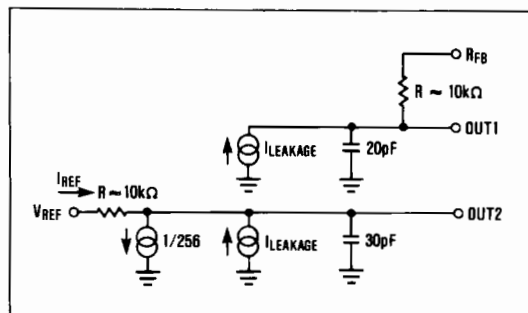 RFB
R ~ 10kΩ
OUT1
ILEAKAGE
20pF
IREF
R ~ 10kΩ
VREF
OUT2
1/256
ILEAKAGE
30pF